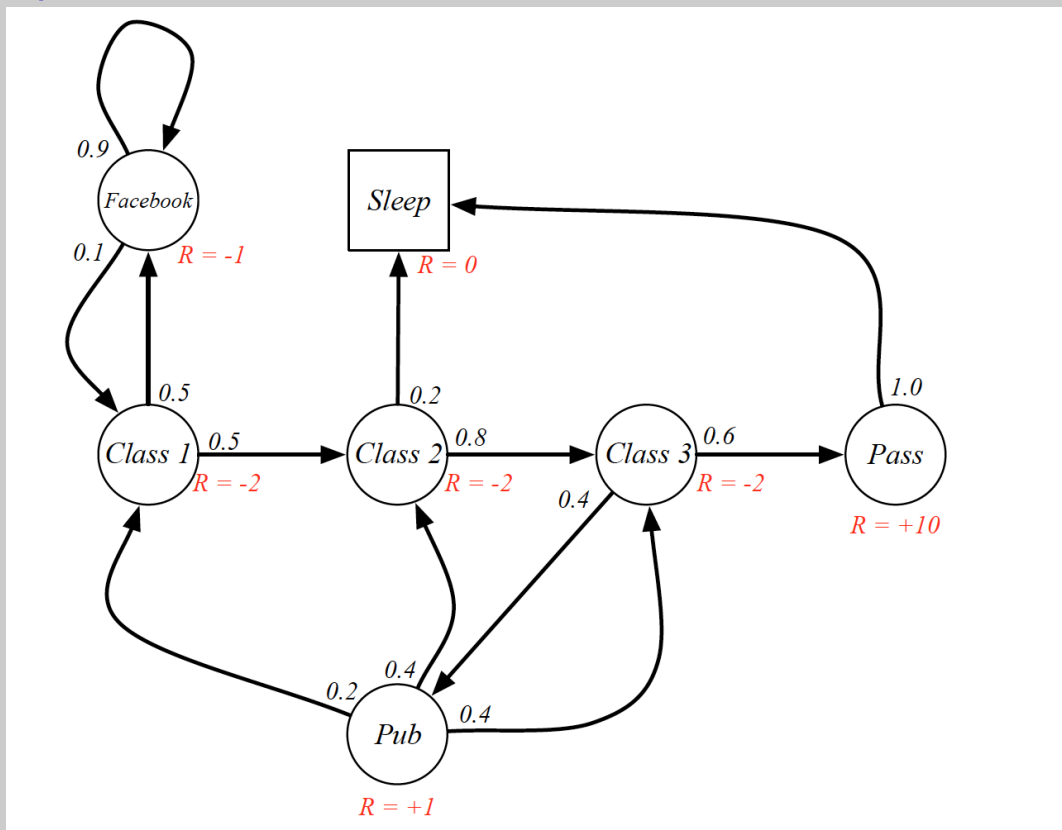 0.9
Facebook
Sleep
0.1
R = -1
R = 0
0.5
0.2
1.0
Class 1
0.5
Class 2
0.8
Class 3
0.6
Pass
R = -2
R = -2
R = -2
0.4
R = +10
0.4
0.2
0.4
Pub
R = +1